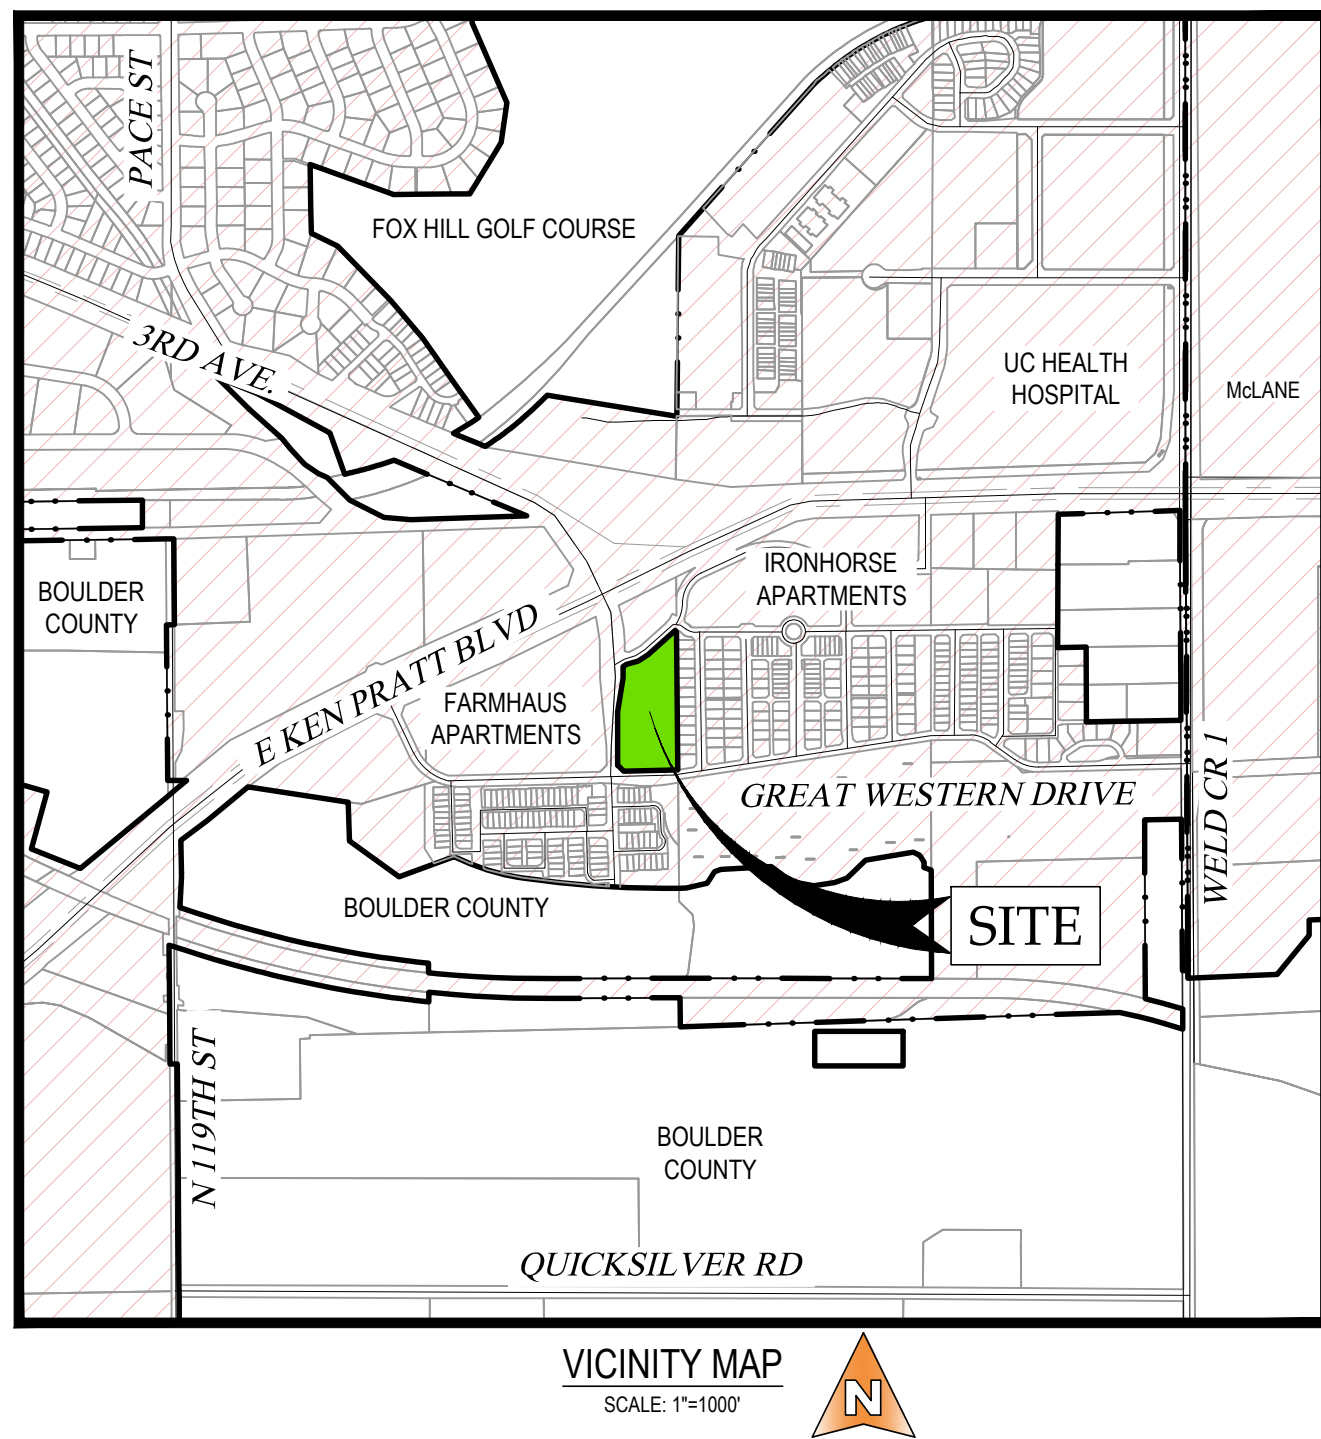 PACE ST
FOX HILL GOLF COURSE
3RD AVE.
UC HEALTH
HOSPITAL
McLANE
IRONHORSE
APARTMENTS
BOULDER
COUNTY
E KEN PRATT BLVD
FARMHAUS
APARTMENTS
GREAT WESTERN DRIVE
WELD CR 1
BOULDER COUNTY
SITE
N 119TH ST
BOULDER
COUNTY
QUICKSILVER RD
VICINITY MAP
SCALE: 1"=1000'
N